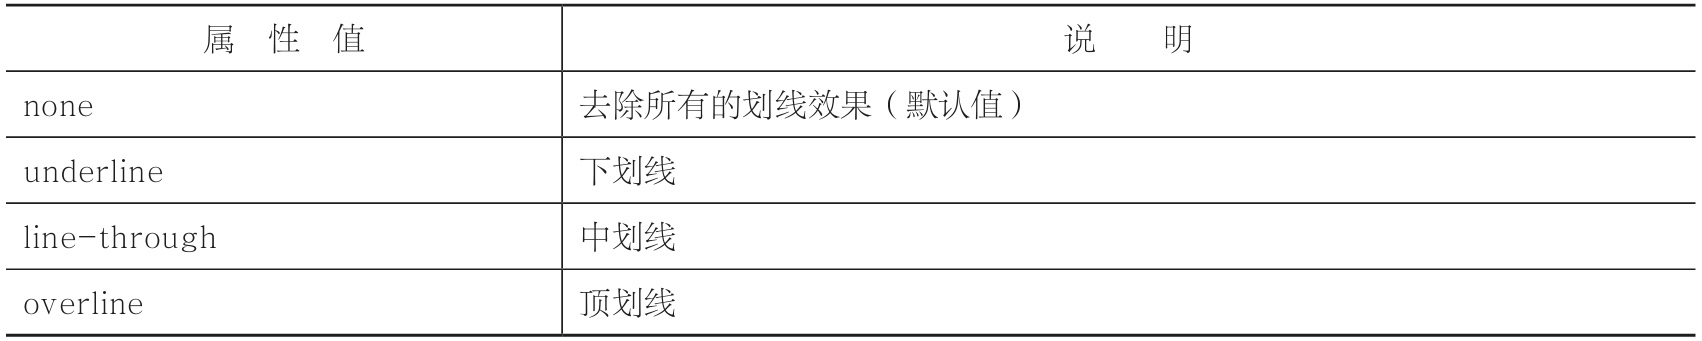 属 性 值 说 明
none 去除所有的划线效果（默认值）
underline 下划线
line-through 中划线
overline 顶划线